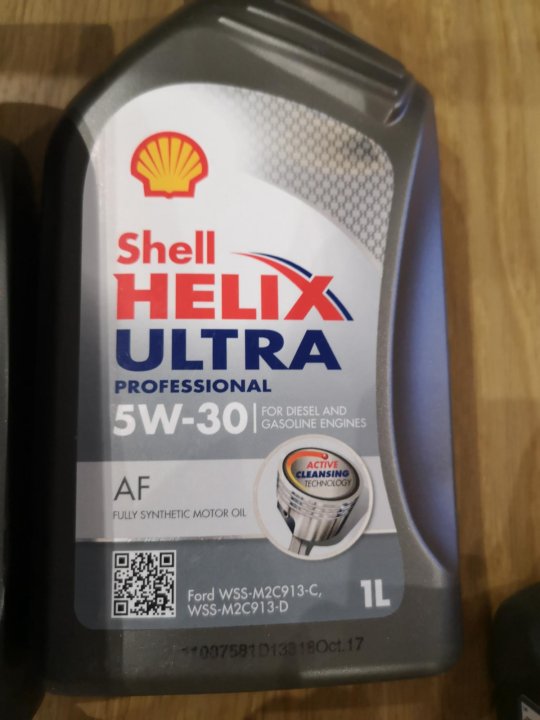 Shell
HELIX
ULTRA
PROFESSIONAL
5W-30
FOR DIESEL AND
GASOLINE ENGINES
ACTIVE
CLEANSING
TECHNOLOGY
AF
FULLY SYNTHETIC MOTOR OIL
Ford WSS-M2C913-C,
WSS-M2C913-D
1L
Oct.17